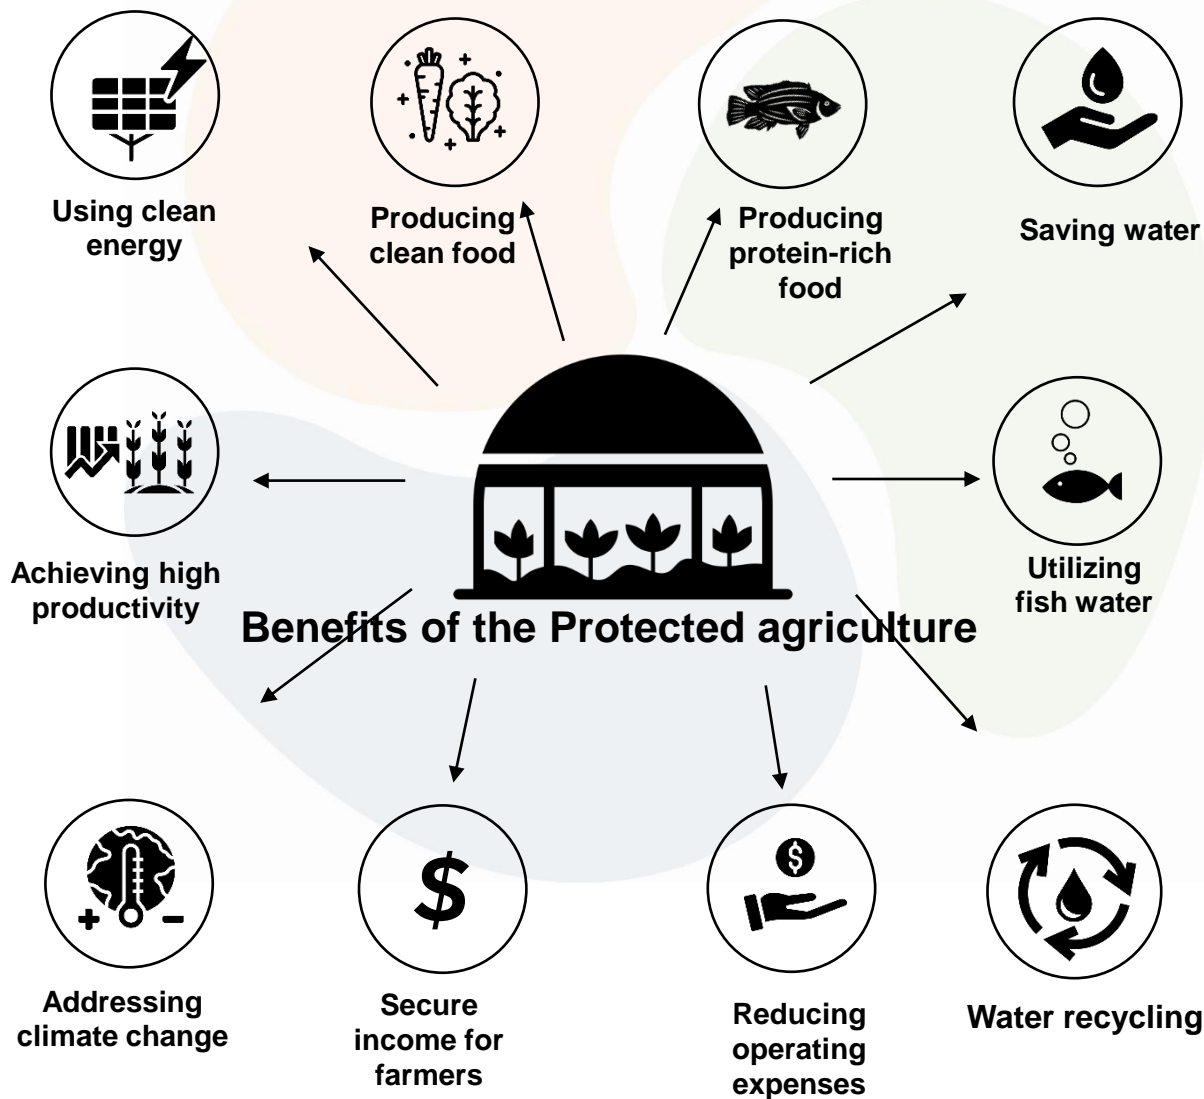 Using clean
energy
Producing
clean food
Producing
protein-rich
food
Saving water
Achieving high
productivity
Utilizing
fish water
Benefits of the Protected agriculture
Addressing
climate change
Secure
income for
farmers
Reducing
operating
expenses
Water recycling